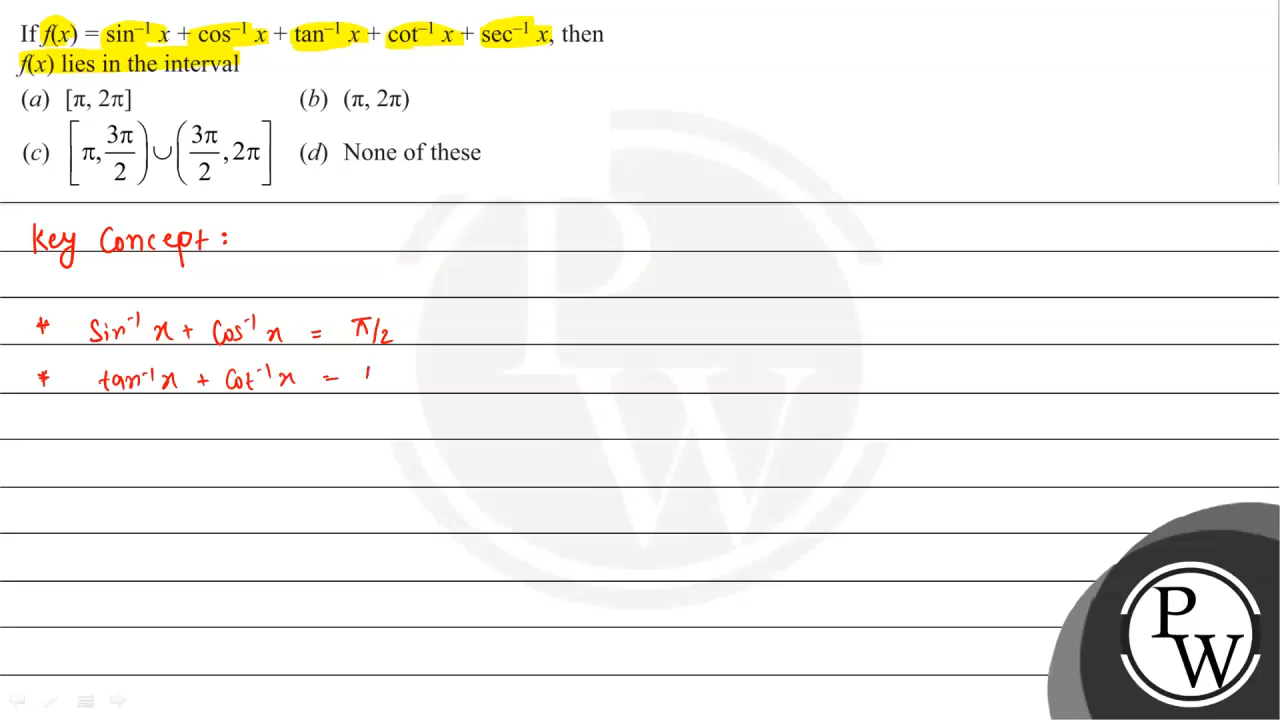 If f(x) = sin⁻¹ x + cos⁻¹ x + tan⁻¹ x + cot⁻¹ x + sec⁻¹ x, then
f(x) lies in the interval
(a) [π, 2π] (b) (π, 2π)
(c) [π, 3π/2) ∪ (3π/2, 2π] (d) None of these
Key Concept:
* Sin⁻¹ x + Cos⁻¹ x = π/2
* tan⁻¹ x + Cot⁻¹ x =
PW
PW